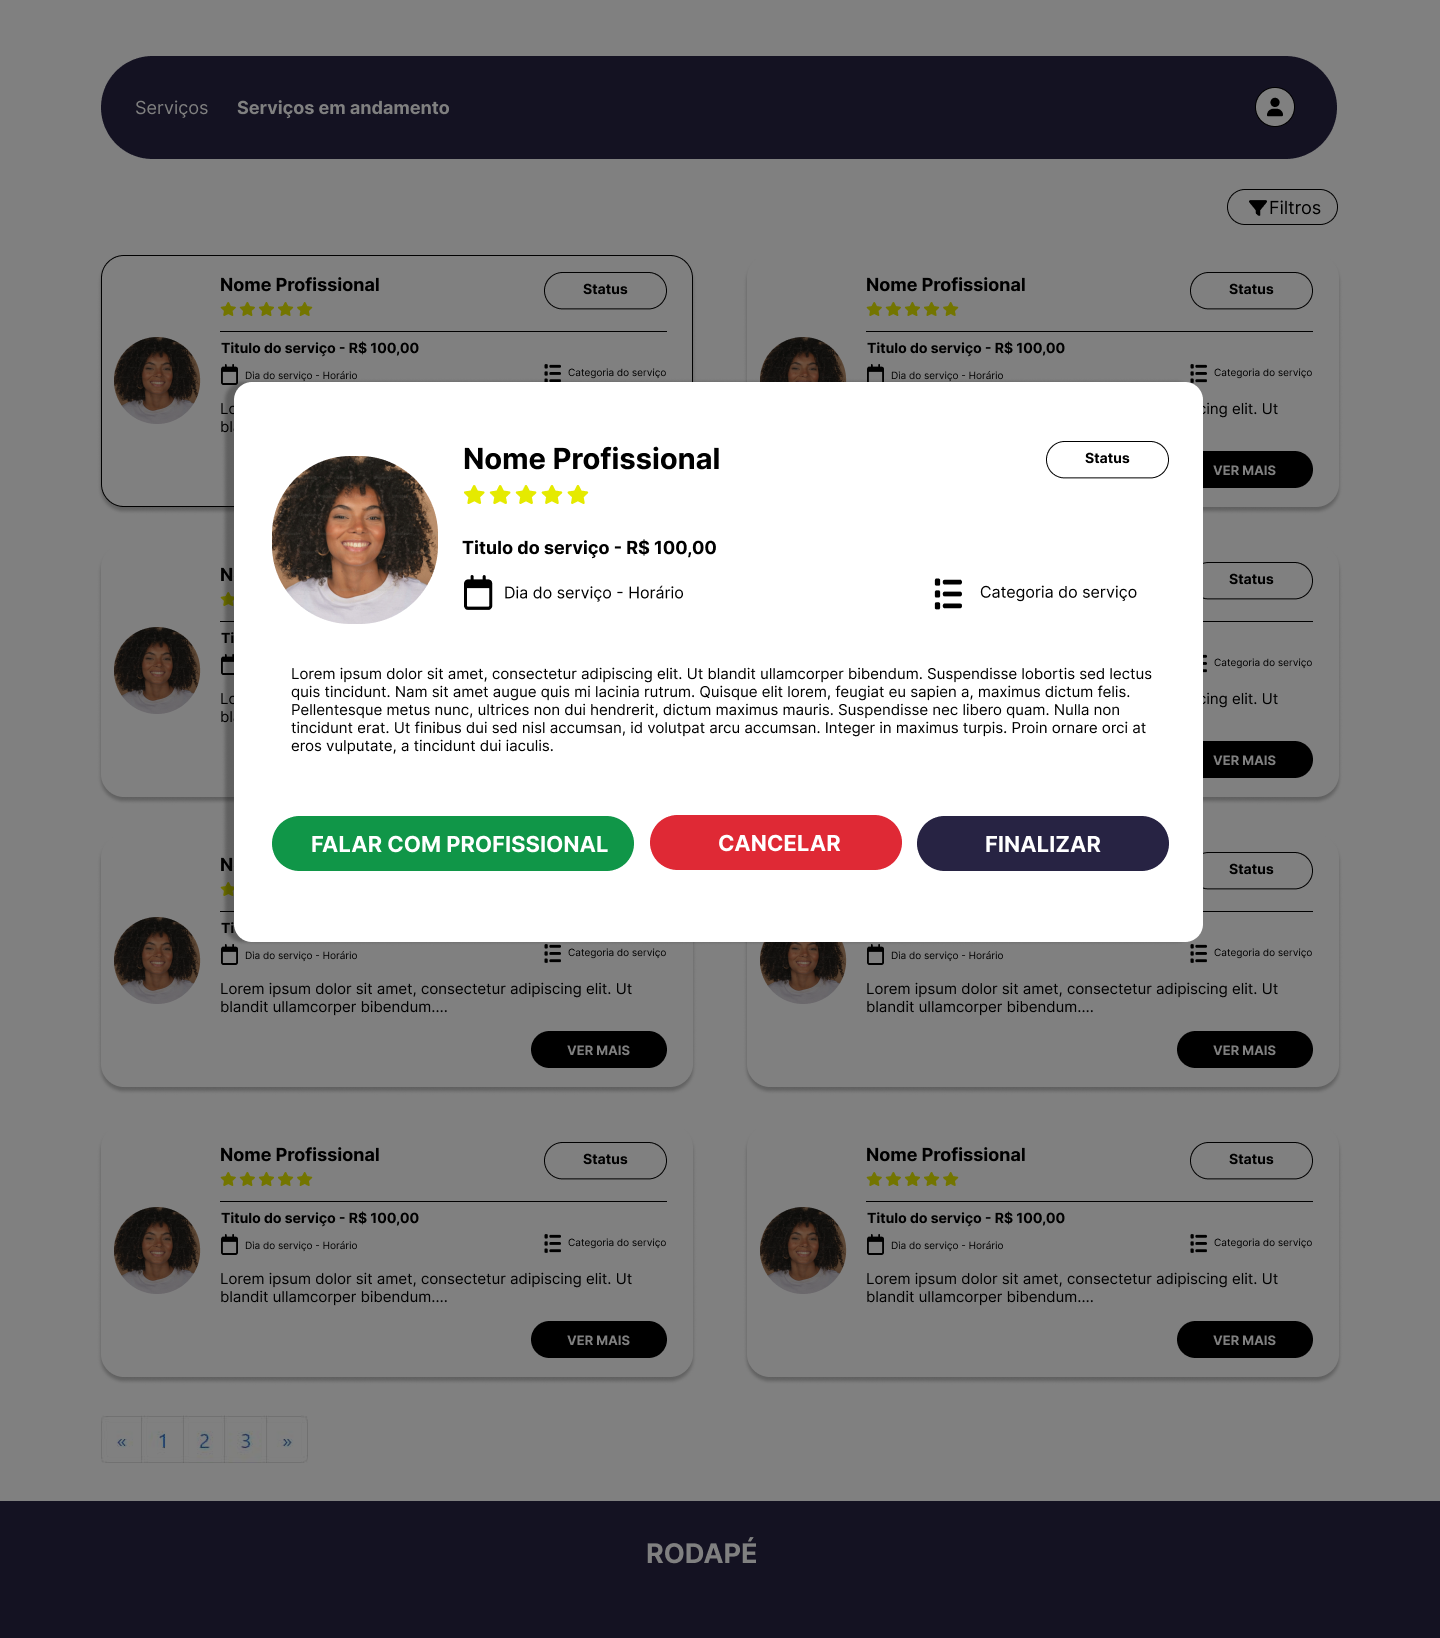 Serviços Serviços em andamento
Filtros
Nome Profissional Status
Titulo do serviço - R$ 100,00
Dia do serviço - Horário Categoria do serviço
Lo
bl
Nome Profissional Status
Titulo do serviço - R$ 100,00
Dia do serviço - Horário Categoria do serviço
cing elit. Ut
VER MAIS
Nome Profissional Status
Titulo do serviço - R$ 100,00
Dia do serviço - Horário Categoria do serviço
Lorem ipsum dolor sit amet, consectetur adipiscing elit. Ut blandit ullamcorper bibendum. Suspendisse lobortis sed lectus
quis tincidunt. Nam sit amet augue quis mi lacinia rutrum. Quisque elit lorem, feugiat eu sapien a, maximus dictum felis.
Pellentesque metus nunc, ultrices non dui hendrerit, dictum maximus mauris. Suspendisse nec libero quam. Nulla non
tincidunt erat. Ut finibus dui sed nisl accumsan, id volutpat arcu accumsan. Integer in maximus turpis. Proin ornare orci at
eros vulputate, a tincidunt dui iaculis.
FALAR COM PROFISSIONAL CANCELAR FINALIZAR
N
Ti
Lo
bl
Status
Categoria do serviço
cing elit. Ut
VER MAIS
N
Ti
Dia do serviço - Horário Categoria do serviço
Lorem ipsum dolor sit amet, consectetur adipiscing elit. Ut
blandit ullamcorper bibendum....
VER MAIS
Status
Dia do serviço - Horário Categoria do serviço
Lorem ipsum dolor sit amet, consectetur adipiscing elit. Ut
blandit ullamcorper bibendum....
VER MAIS
Nome Profissional Status
Titulo do serviço - R$ 100,00
Dia do serviço - Horário Categoria do serviço
Lorem ipsum dolor sit amet, consectetur adipiscing elit. Ut
blandit ullamcorper bibendum....
VER MAIS
Nome Profissional Status
Titulo do serviço - R$ 100,00
Dia do serviço - Horário Categoria do serviço
Lorem ipsum dolor sit amet, consectetur adipiscing elit. Ut
blandit ullamcorper bibendum....
VER MAIS
« 1 2 3 »
RODAPÉ